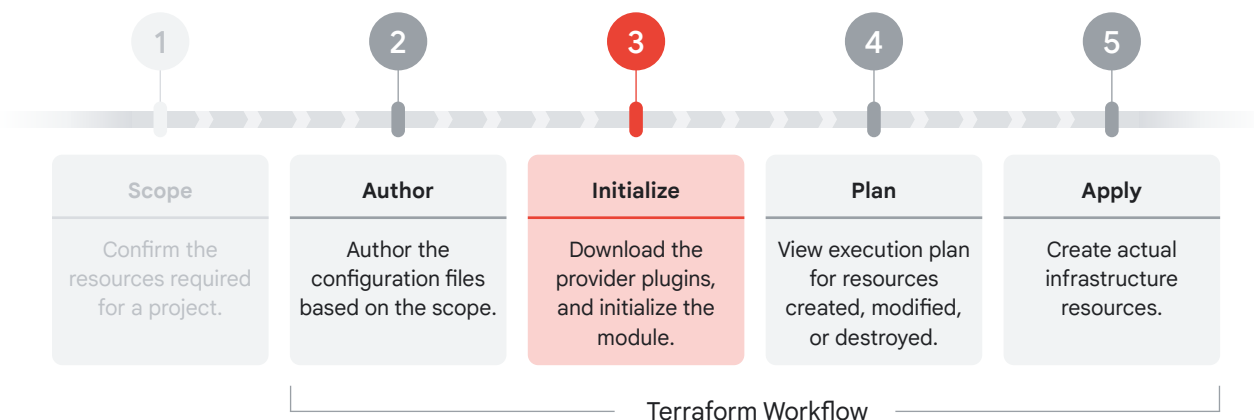 1
2
3
4
5
Scope
Confirm the
resources required
for a project.
Author
Author the
configuration files
based on the scope.
Initialize
Download the
provider plugins,
and initialize the
module.
Plan
View execution plan
for resources
created, modified,
or destroyed.
Apply
Create actual
infrastructure
resources.
Terraform Workflow